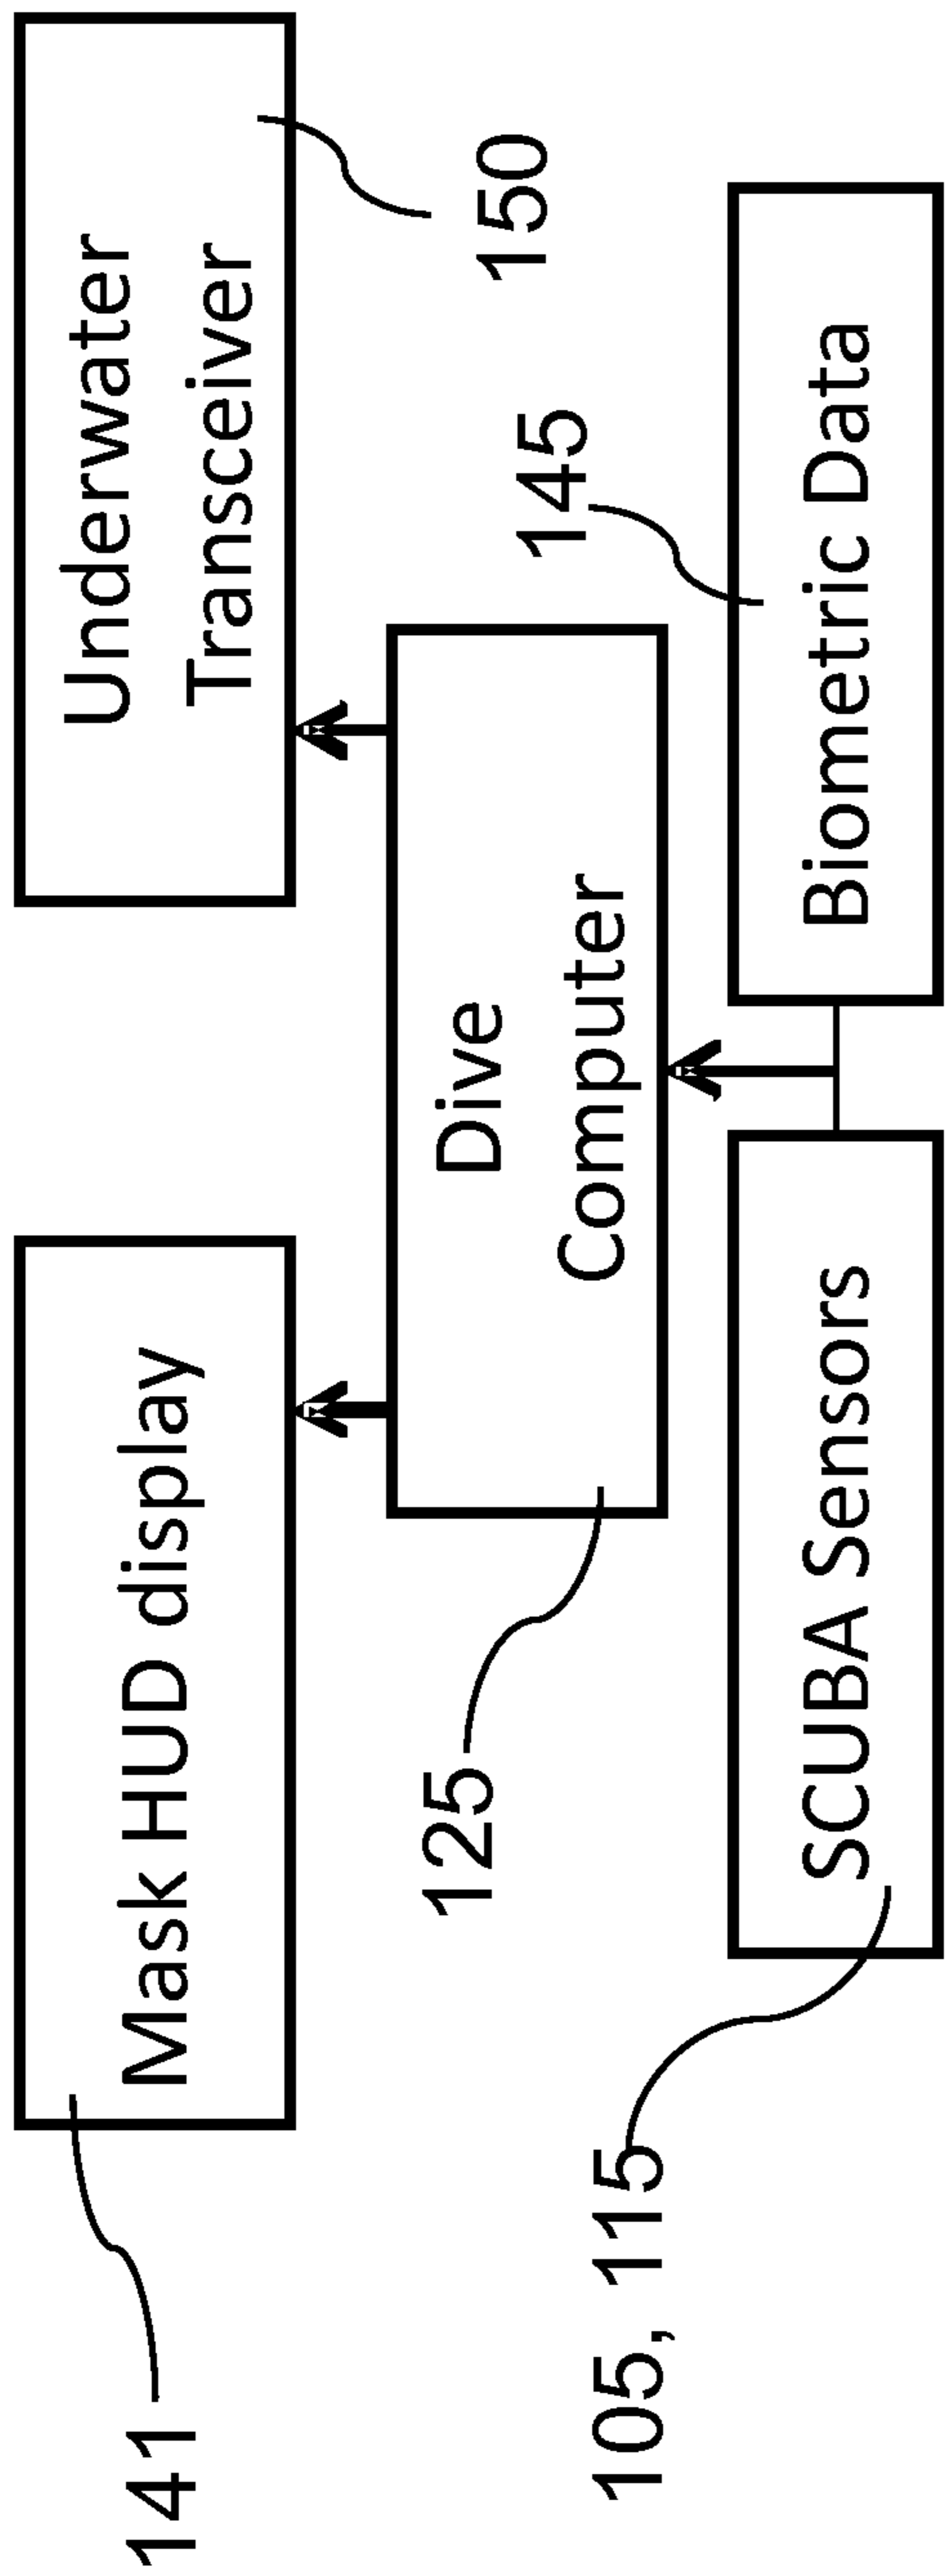 141
Mask HUD display
Underwater
Transceiver
150
125
Dive
Computer
145
105, 115
SCUBA Sensors
Biometric Data